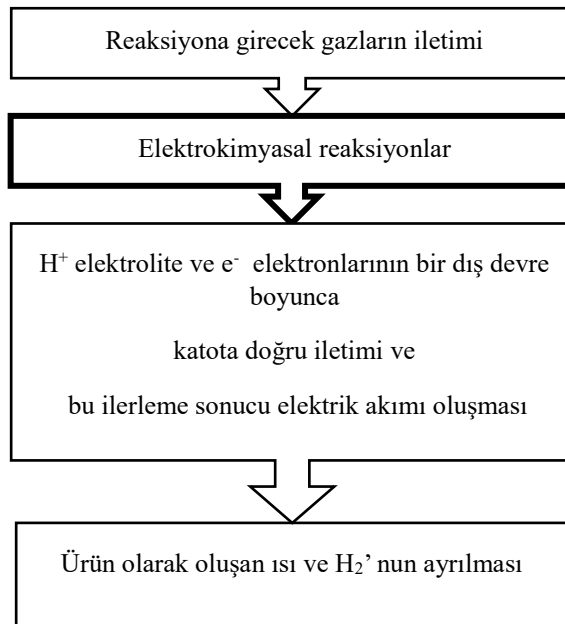 Reaksiyona girecek gazların iletimi
Elektrokimyasal reaksiyonlar
H⁺ elektrolite ve e⁻ elektronlarının bir dış devre
boyunca
katota doğru iletimi ve
bu ilerleme sonucu elektrik akımı oluşması
Ürün olarak oluşan ısı ve H₂’ nun ayrılması